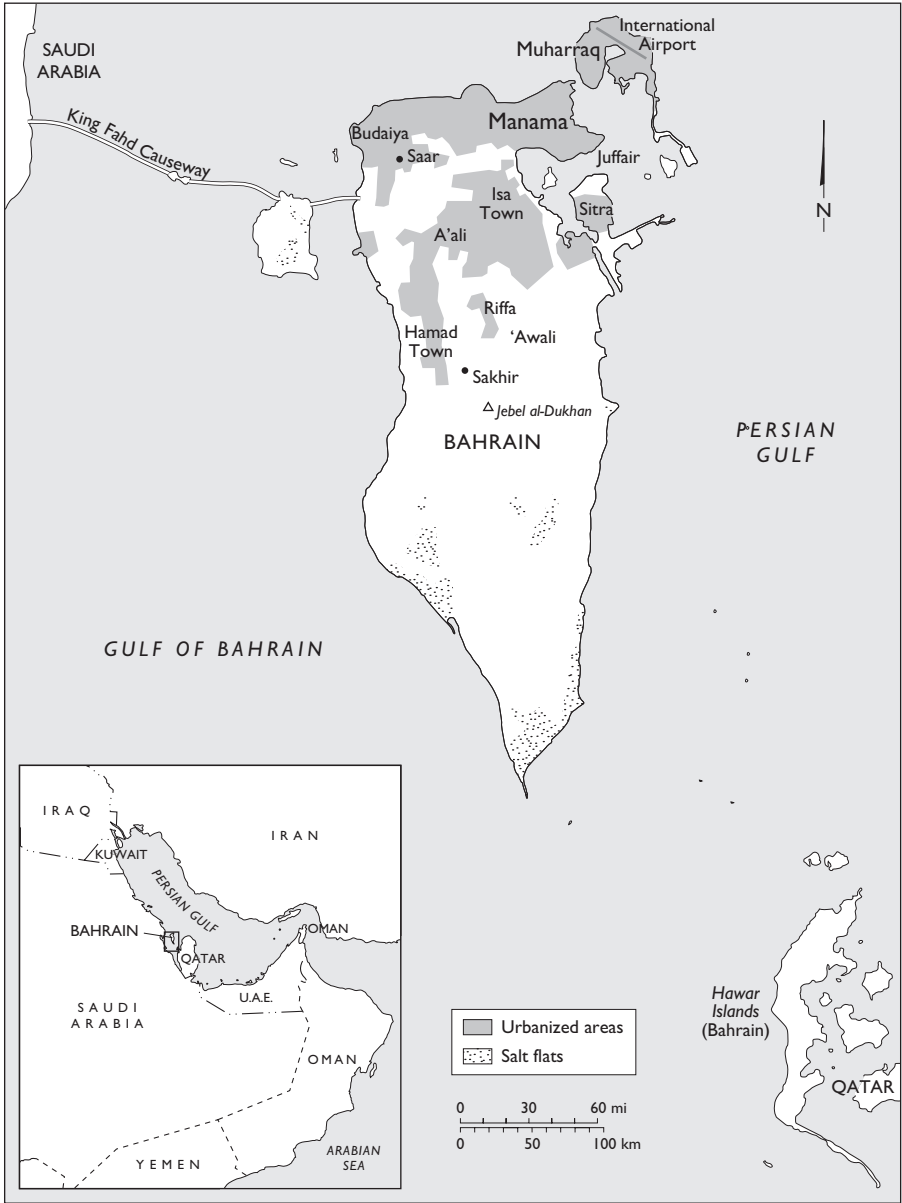 SAUDI
ARABIA
King Fahd Causeway
International
Airport
Muharraq
Manama
Budaiya
Saar
Juffair
N
Isa
Town
Sitra
A'ali
Riffa
Hamad
Town
‘Awali
Sakhir
Jebel al-Dukhan
BAHRAIN
PERSIAN
GULF
GULF OF BAHRAIN
IRAQ
IRAN
KUWAIT
PERSIAN GULF
BAHRAIN
OMAN
QATAR
U.A.E.
SAUDI
ARABIA
OMAN
YEMEN
ARABIAN
SEA
Urbanized areas
Salt flats
0 30 60 mi
0 50 100 km
Hawar
Islands
(Bahrain)
QATAR